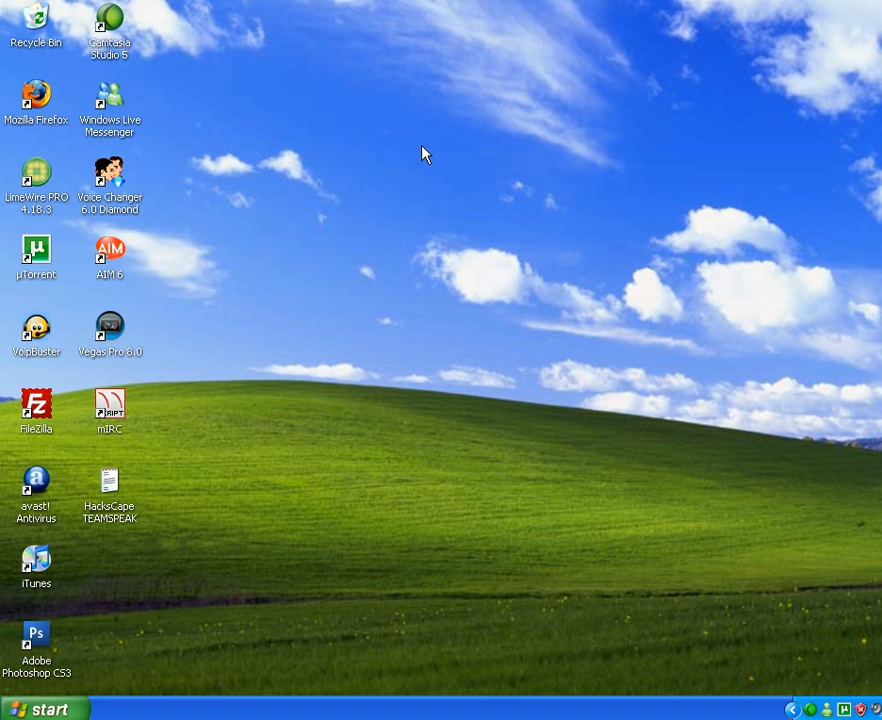 Recycle Bin
Camtasia
Studio 5
Mozilla Firefox
Windows Live
Messenger
LimeWire PRO
4.18.3
Voice Changer
6.0 Diamond
µ
µTorrent
AIM
AIM 6
VoipBuster
Vegas Pro 8.0
Fz
FileZilla
RIPT
mIRC
a
avast!
Antivirus
HacksCape
TEAMSPEAK
iTunes
Ps
Adobe
Photoshop CS3
start
µ